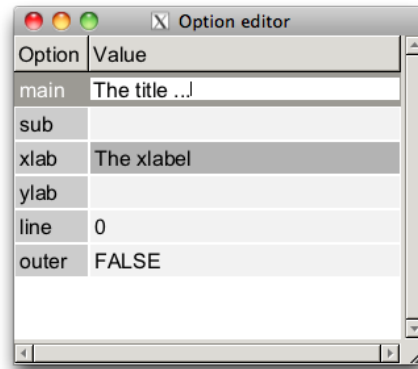 Option editor
Option Value
main The title ...
sub
xlab The xlabel
ylab
line 0
outer FALSE